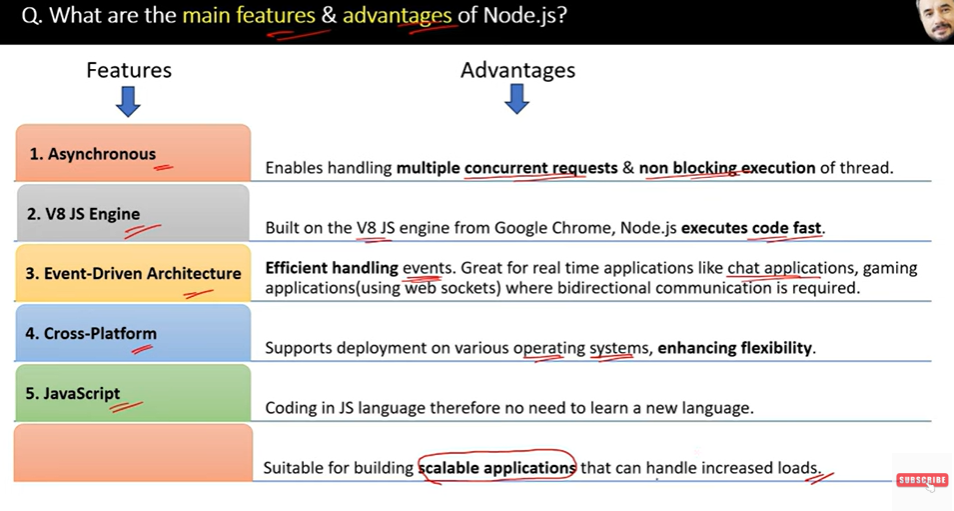 Q. What are the main features & advantages of Node.js?
Features
Advantages
1. Asynchronous
Enables handling multiple concurrent requests & non blocking execution of thread.
2. V8 JS Engine
Built on the V8 JS engine from Google Chrome, Node.js executes code fast.
3. Event-Driven Architecture
Efficient handling events. Great for real time applications like chat applications, gaming
applications(using web sockets) where bidirectional communication is required.
4. Cross-Platform
Supports deployment on various operating systems, enhancing flexibility.
5. JavaScript
Coding in JS language therefore no need to learn a new language.
Suitable for building scalable applications that can handle increased loads.
SUBSCRIBE